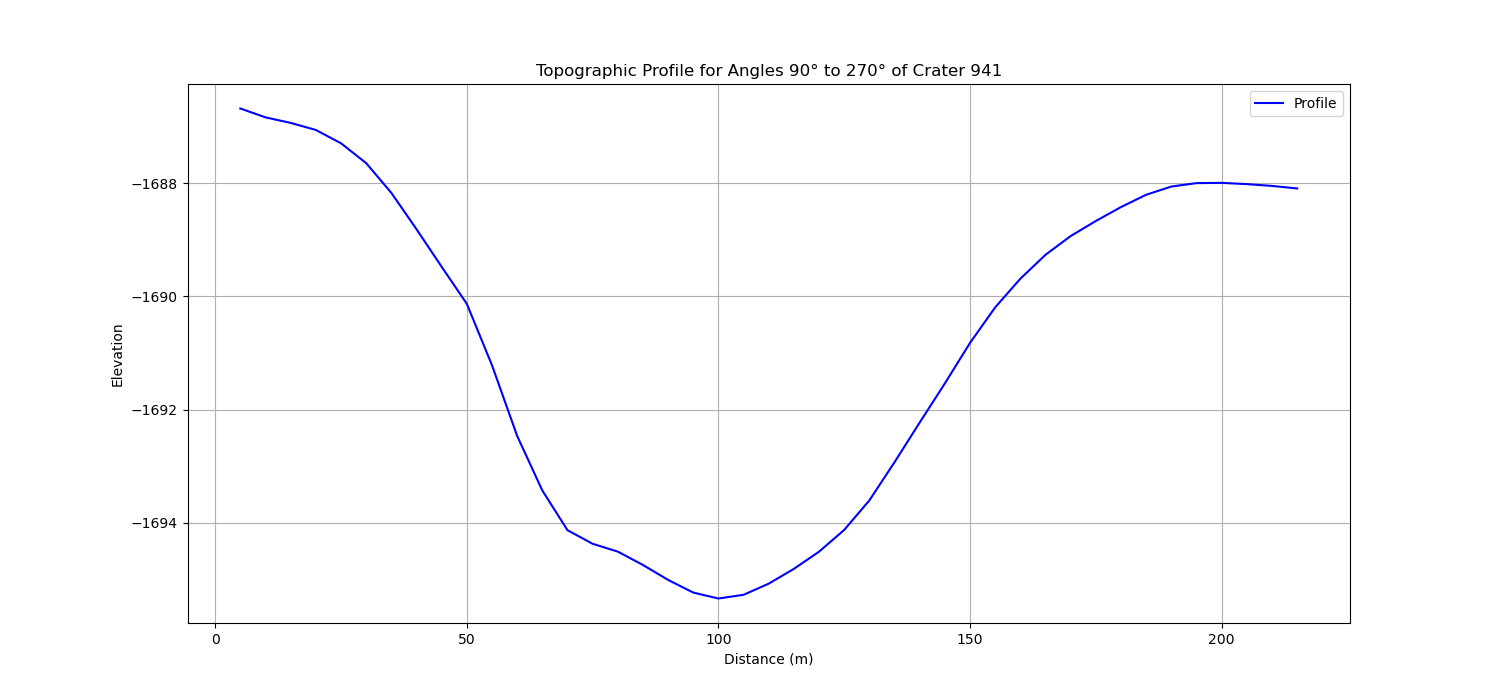 Topographic Profile for Angles 90° to 270° of Crater 941
Profile
−1688
−1690
−1692
−1694
Elevation
0 50 100 150 200
Distance (m)